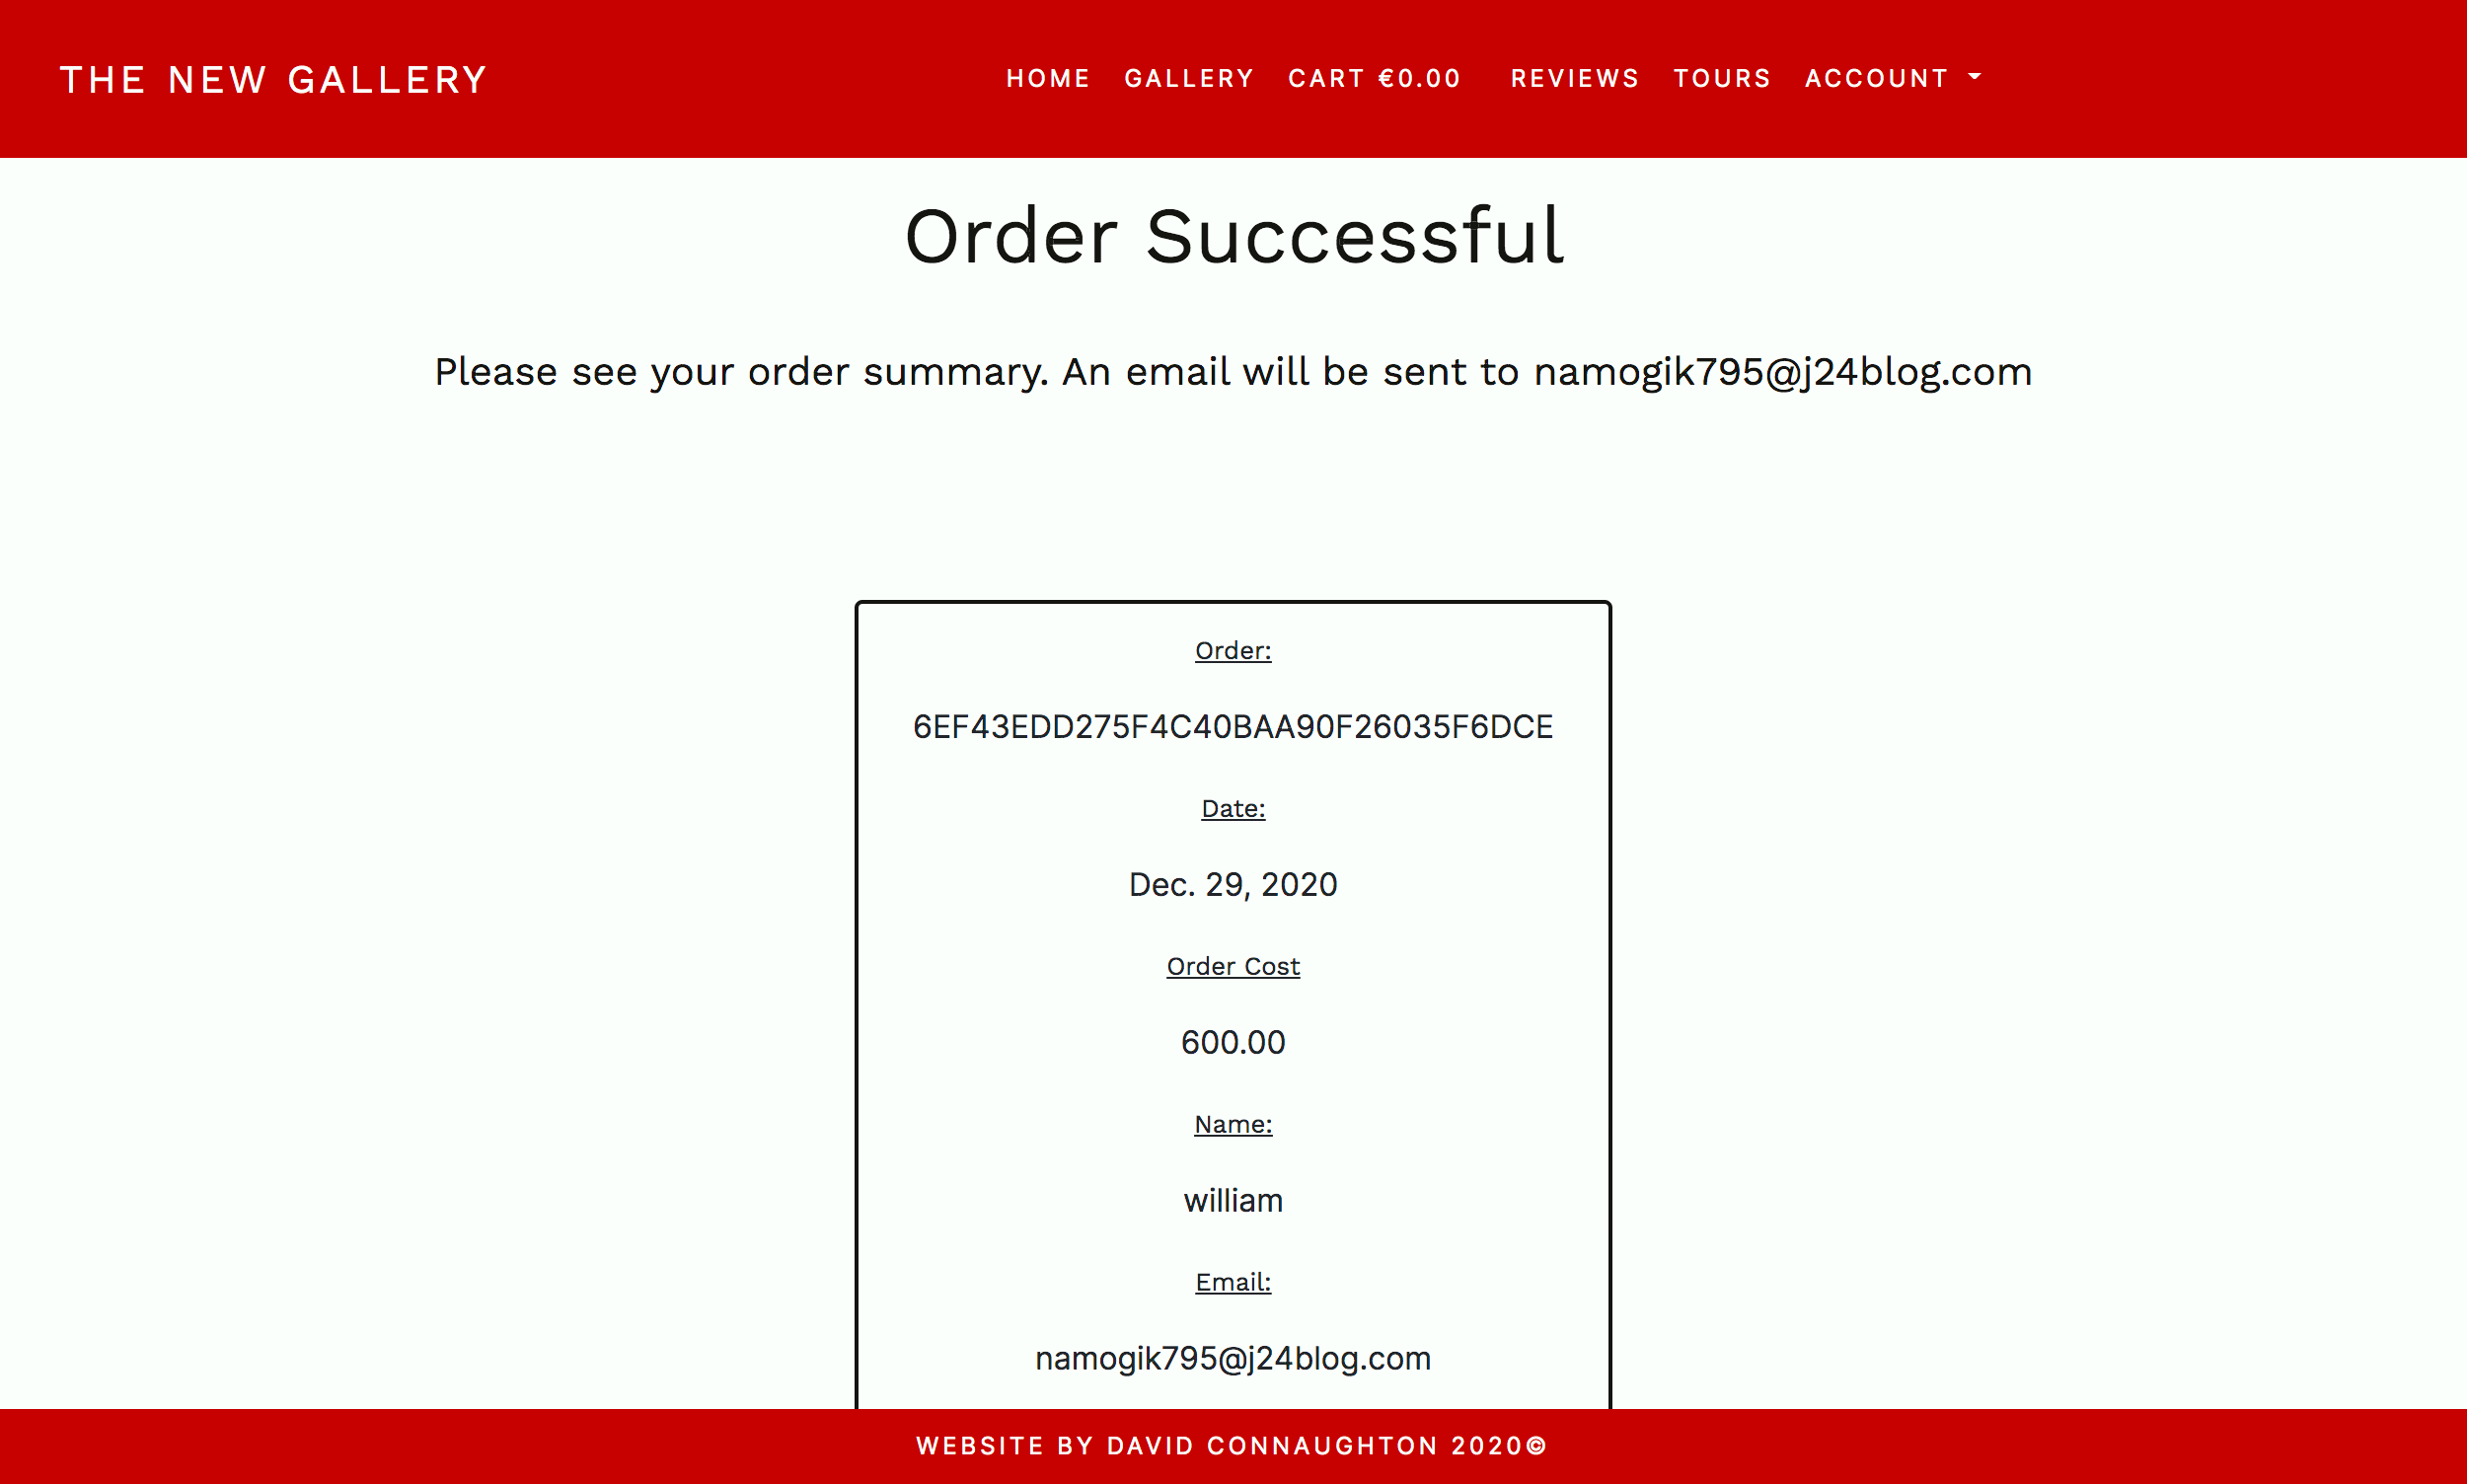 THE NEW GALLERY
HOME GALLERY CART €0.00 REVIEWS TOURS ACCOUNT
Order Successful
Please see your order summary. An email will be sent to namogik795@j24blog.com
Order:
6EF43EDD275F4C40BAA90F26035F6DCE
Date:
Dec. 29, 2020
Order Cost
600.00
Name:
william
Email:
namogik795@j24blog.com
WEBSITE BY DAVID CONNAUGHTON 2020©